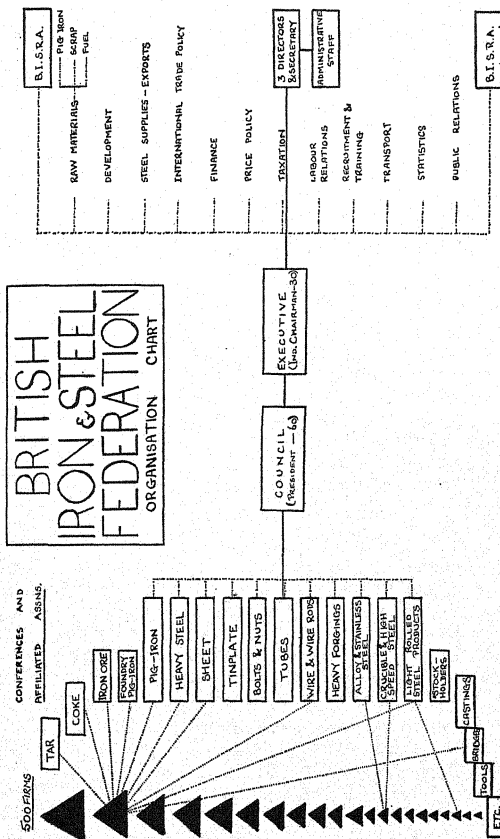 BRITISH
IRON & STEEL
FEDERATION
ORGANISATION CHART
500 FIRMS
CONFERENCES AND
AFFILIATED ASSNS.
TAR
COKE
IRON ORE
FOUNDRY
PIG-IRON
PIG-IRON
HEAVY STEEL
SHEET
TINPLATE
BOLTS & NUTS
TUBES
WIRE & WIRE RODS
HEAVY FORGINGS
ALLOY & STAINLESS
STEEL
CRUCIBLE & HIGH
SPEED STEEL
LIGHT ROLLED
STEEL PRODUCTS
STOCK-
HOLDERS
CASTINGS
BRIDGE
TOOLS
COUNCIL
(PRESIDENT - 60)
EXECUTIVE
(IND. CHAIRMAN-30)
B.I.S.R.A.
PIG IRON
SCRAP
FUEL
RAW MATERIALS
DEVELOPMENT
STEEL SUPPLIES - EXPORTS
INTERNATIONAL TRADE POLICY
FINANCE
PRICE POLICY
TAXATION
3 DIRECTORS
& SECRETARY
ADMINISTRATIVE
STAFF
LABOUR
RELATIONS
RECRUITMENT &
TRAINING
TRANSPORT
STATISTICS
PUBLIC RELATIONS
B.I.S.R.A.